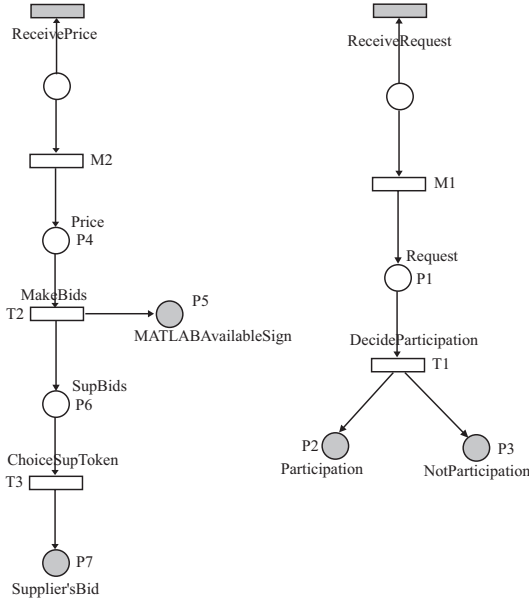 ReceivePrice
M2
Price
P4
MakeBids
T2
P5
MATLABAvailableSign
SupBids
P6
ChoiceSupToken
T3
P7
Supplier'sBid
ReceiveRequest
M1
Request
P1
DecideParticipation
T1
P2
Participation
P3
NotParticipation